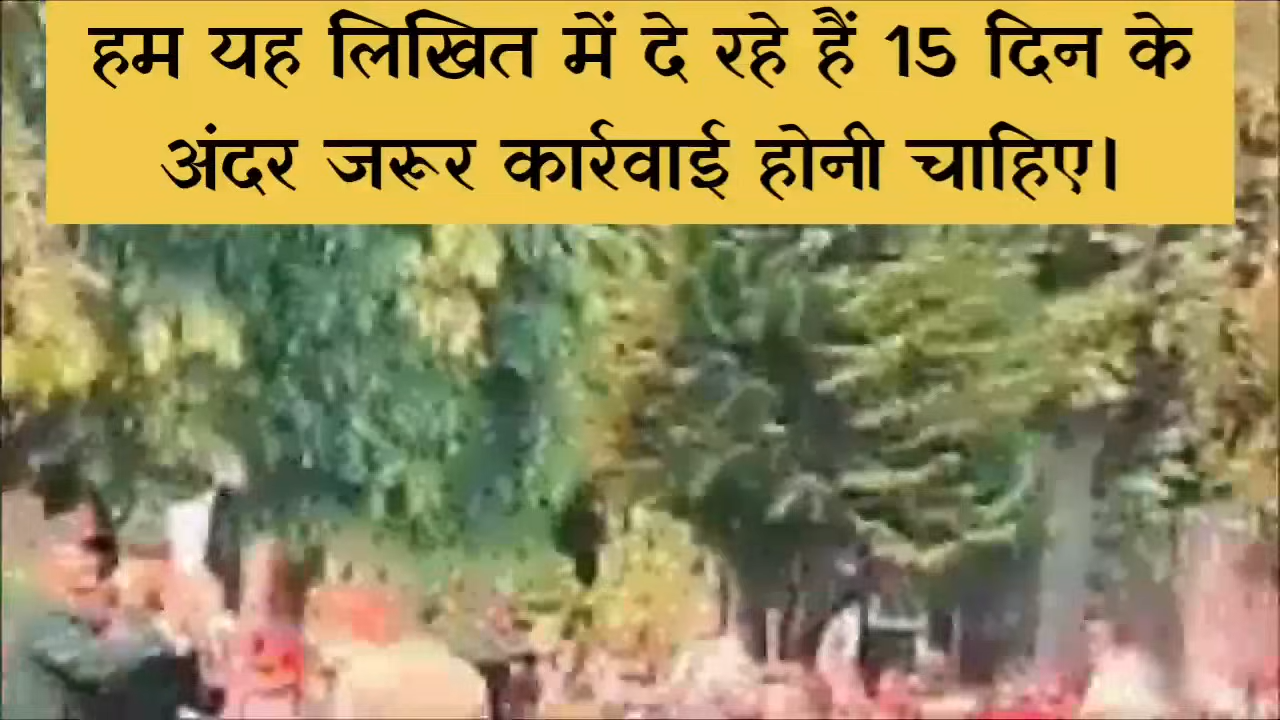 हम यह लिखित में दे रहे हैं 15 दिन के
अंदर जरूर कार्रवाई होनी चाहिए।